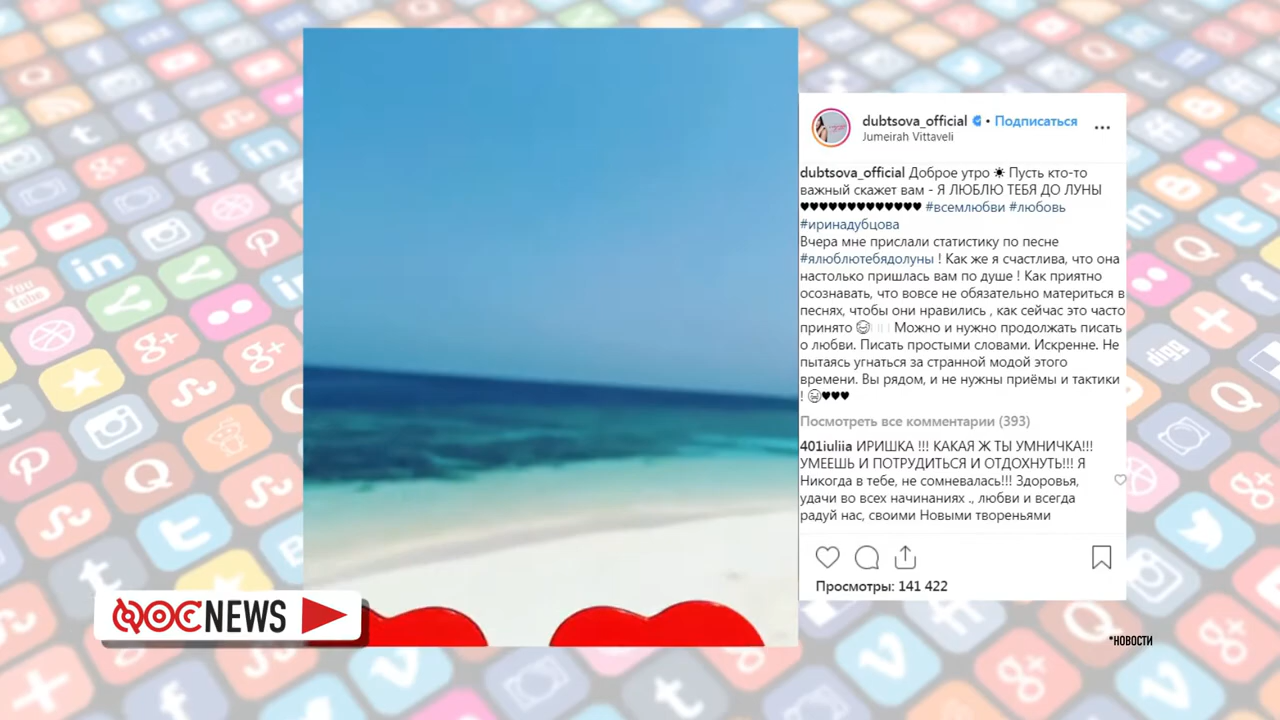 dubtsova_official • Подписаться
Jumeirah Vittaveli
dubtsova_official Доброе утро ☀ Пусть кто-то
важный скажет вам - Я ЛЮБЛЮ ТЕБЯ ДО ЛУНЫ
♥♥♥♥♥♥♥♥♥♥♥♥♥ #всемлюбви #любовь
#иринадубцова
Вчера мне прислали статистику по песне
#ялюблютебядолуны ! Как же я счастлива, что она
настолько пришлась вам по душе ! Как приятно
осознавать, что вовсе не обязательно материться в
песнях, чтобы они нравились , как сейчас это часто
принято 😂 Можно и нужно продолжать писать
о любви. Писать простыми словами. Искренне. Не
пытаясь угнаться за странной модой этого
времени. Вы рядом, и не нужны приёмы и тактики
! ♥♥♥
Посмотреть все комментарии (393)
401iuliia ИРИШКА !!! КАКАЯ Ж ТЫ УМНИЧКА!!!
УМЕЕШЬ И ПОТРУДИТЬСЯ И ОТДОХНУТЬ!!! Я
Никогда в тебе, не сомневалась!!! Здоровья,
удачи во всех начинаниях ., любви и всегда
радуй нас, своими Новыми твореньями
Просмотры: 141 422
ФОС NEWS
*НОВОСТИ
You
Tube
digg